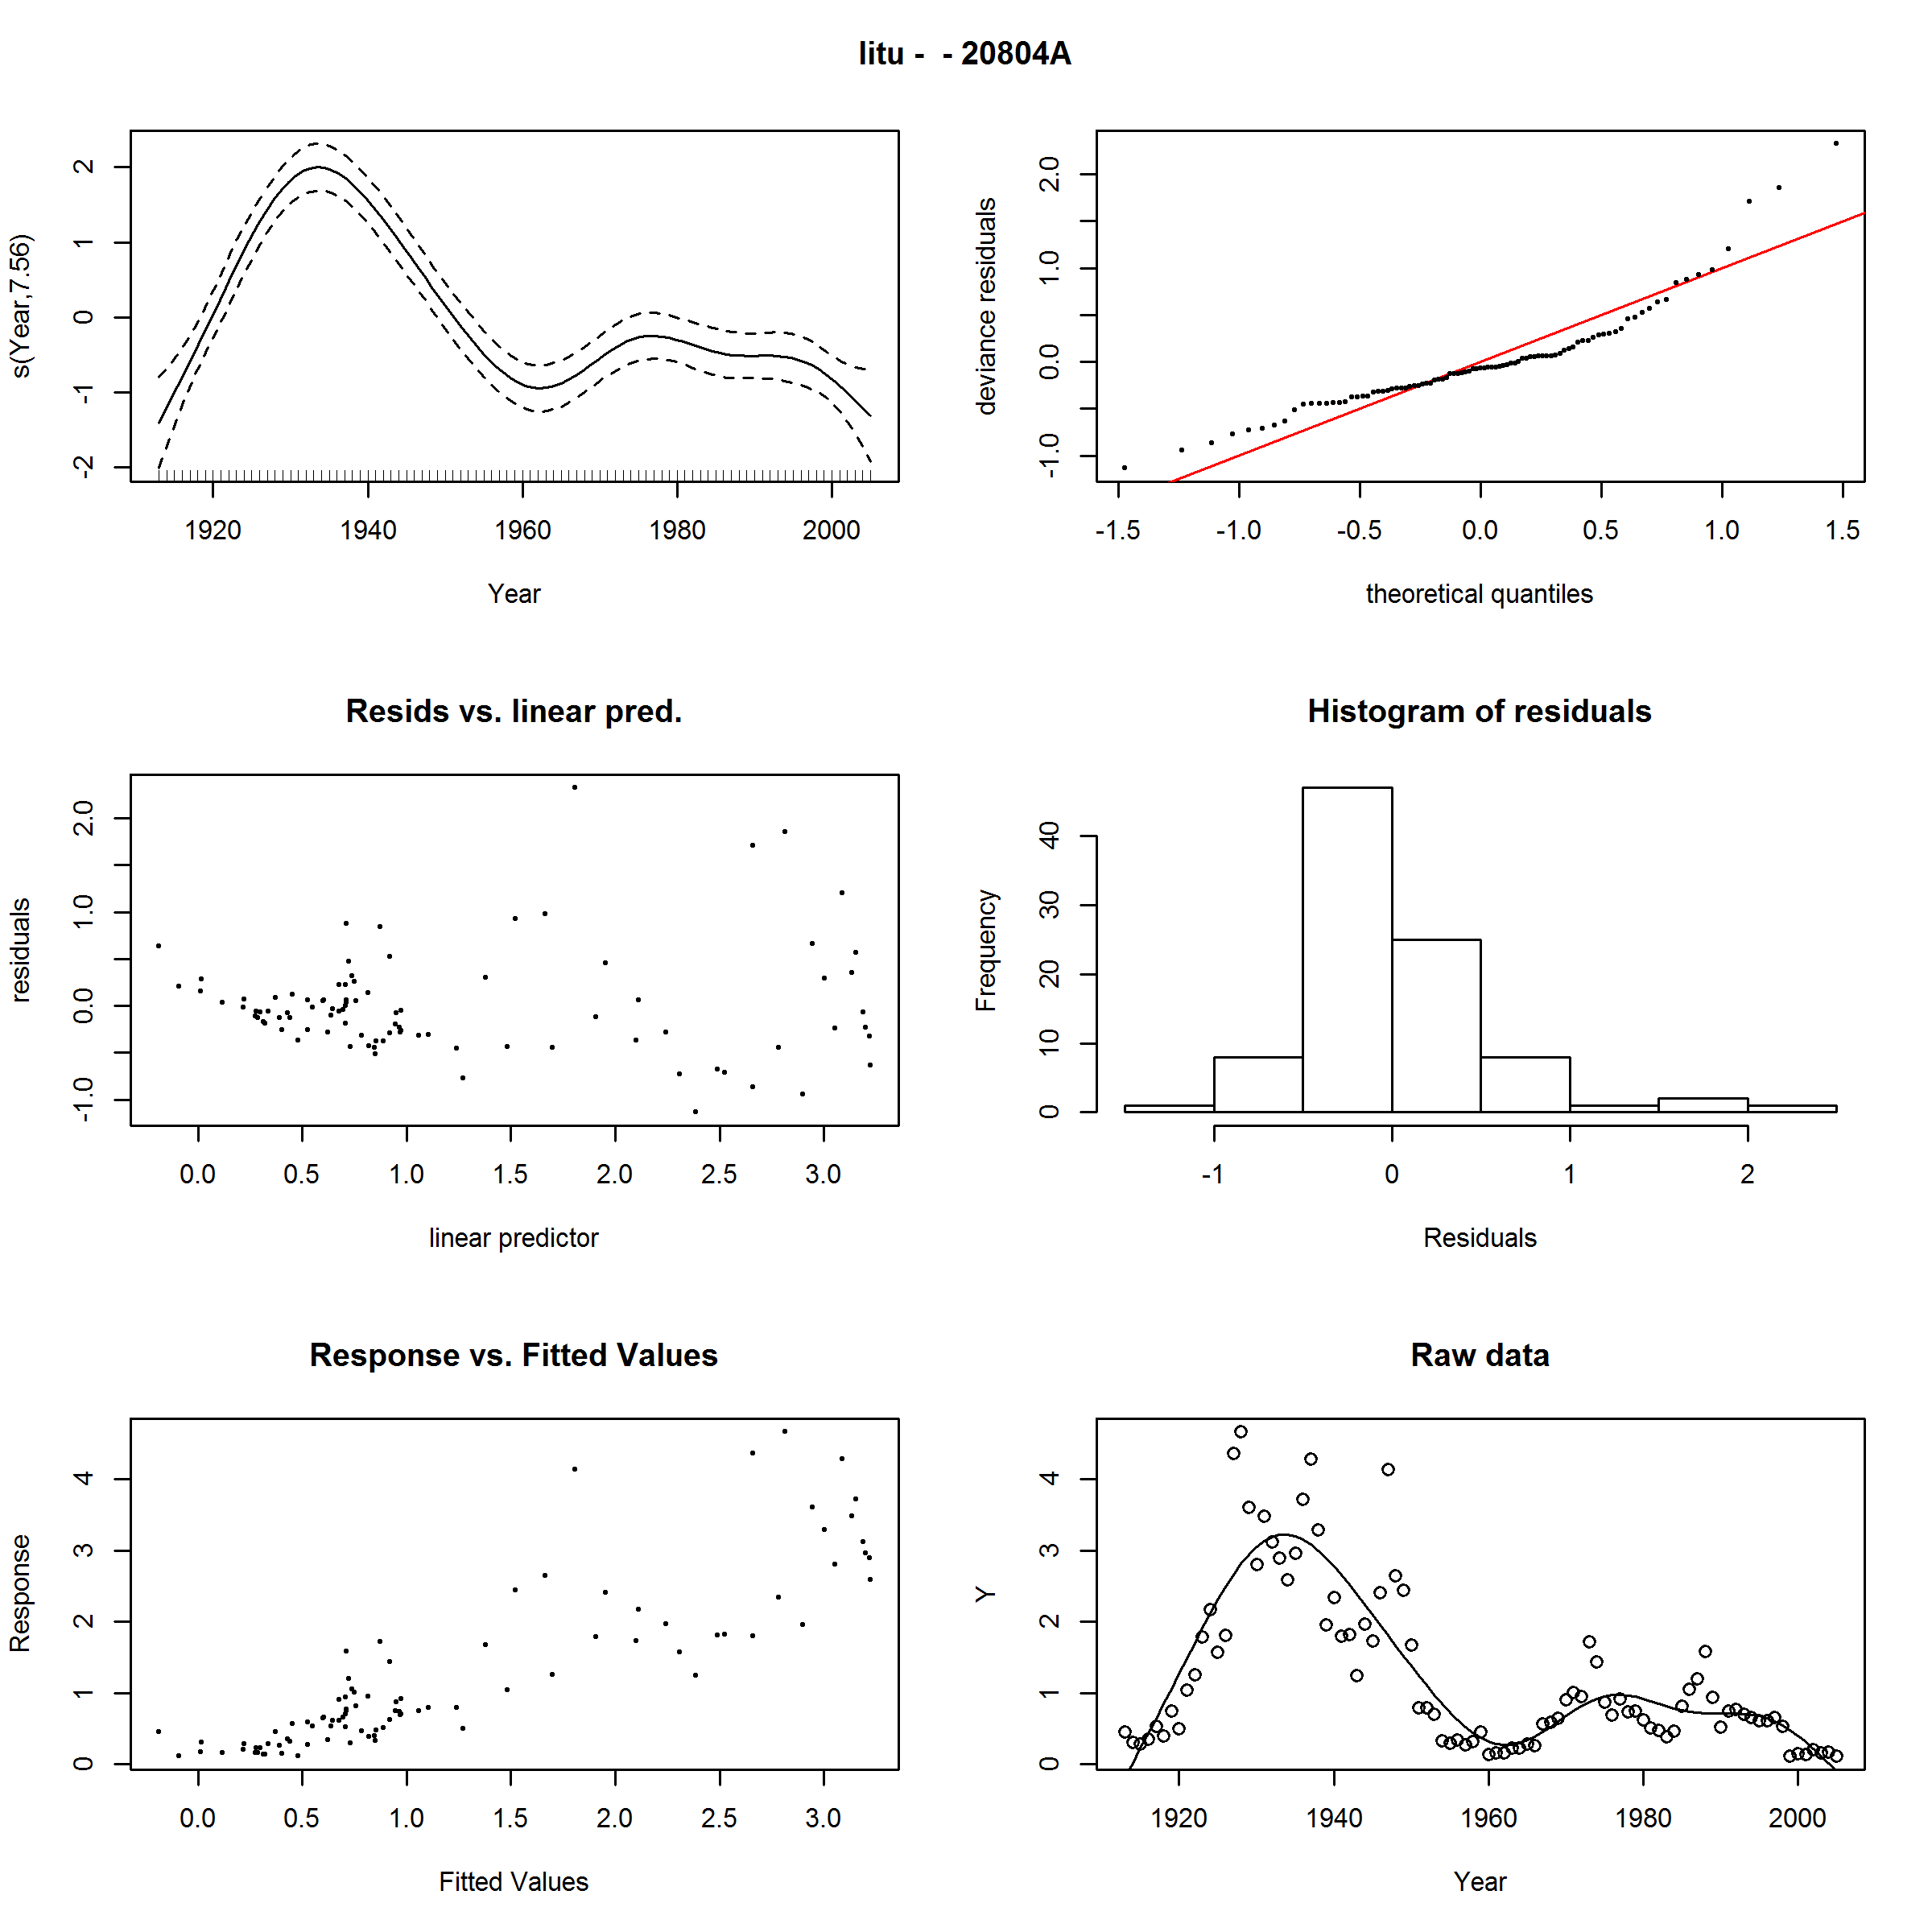 litu -  - 20804A
s(Year,7.56)
2
1
0
-1
-2
1920 1940 1960 1980 2000
Year
deviance residuals
2.0
1.0
0.0
-1.0
-1.5 -1.0 -0.5 0.0 0.5 1.0 1.5
theoretical quantiles
Resids vs. linear pred.
residuals
2.0
1.0
0.0
-1.0
0.0 0.5 1.0 1.5 2.0 2.5 3.0
linear predictor
Histogram of residuals
Frequency
40
30
20
10
0
-1 0 1 2
Residuals
Response vs. Fitted Values
Response
4
3
2
1
0
0.0 0.5 1.0 1.5 2.0 2.5 3.0
Fitted Values
Raw data
Y
4
3
2
1
0
1920 1940 1960 1980 2000
Year